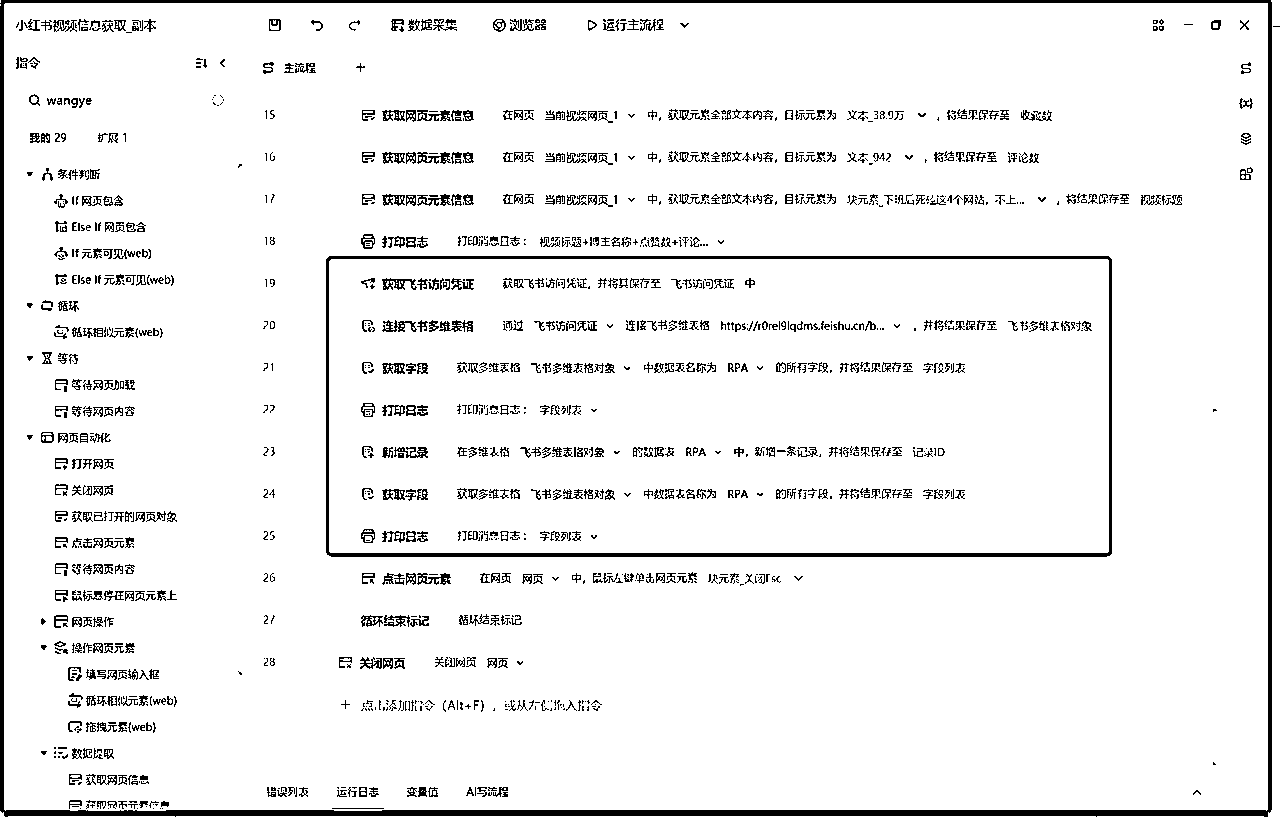 小红书视频信息获取_副本
数据采集 浏览器 运行主流程
指令
主流程
wangye
我的 29 扩展 1
条件判断
If 网页包含
Else If 网页包含
If 元素可见(web)
Else If 元素可见(web)
循环
循环相似元素(web)
等待
等待网页加载
等待网页内容
网页自动化
打开网页
关闭网页
获取已打开的网页对象
点击网页元素
等待网页内容
鼠标悬停在网页元素上
网页操作
操作网页元素
填写网页输入框
循环相似元素(web)
拖拽元素(web)
数据提取
获取网页信息
获取网页元素信息
15 获取网页元素信息 在网页 当前视频网页_1 中，获取元素全部文本内容，目标元素为 文本_38.9万 ，将结果保存至 收藏数
16 获取网页元素信息 在网页 当前视频网页_1 中，获取元素全部文本内容，目标元素为 文本_942 ，将结果保存至 评论数
17 获取网页元素信息 在网页 当前视频网页_1 中，获取元素全部文本内容，目标元素为 块元素_下班后死磕这4个网站，不上... ，将结果保存至 视频标题
18 打印日志 打印消息日志： 视频标题+博主名称+点赞数+评论...
19 获取飞书访问凭证 获取飞书访问凭证，并将其保存至 飞书访问凭证 中
20 连接飞书多维表格 通过 飞书访问凭证 连接飞书多维表格 https://r0rel9lqdms.feishu.cn/b... ，并将结果保存至 飞书多维表格对象
21 获取字段 获取多维表格 飞书多维表格对象 中数据表名称为 RPA 的所有字段，并将结果保存至 字段列表
22 打印日志 打印消息日志： 字段列表
23 新增记录 在多维表格 飞书多维表格对象 的数据表 RPA 中，新增一条记录，并将结果保存至 记录ID
24 获取字段 获取多维表格 飞书多维表格对象 中数据表名称为 RPA 的所有字段，并将结果保存至 字段列表
25 打印日志 打印消息日志： 字段列表
26 点击网页元素 在网页 网页 中，鼠标左键单击网页元素 块元素_关闭Esc
27 循环结束标记 循环结束标记
28 关闭网页 关闭网页 网页
点击添加指令（Alt+F），或从左侧拖入指令
错误列表 运行日志 变量值 AI写流程